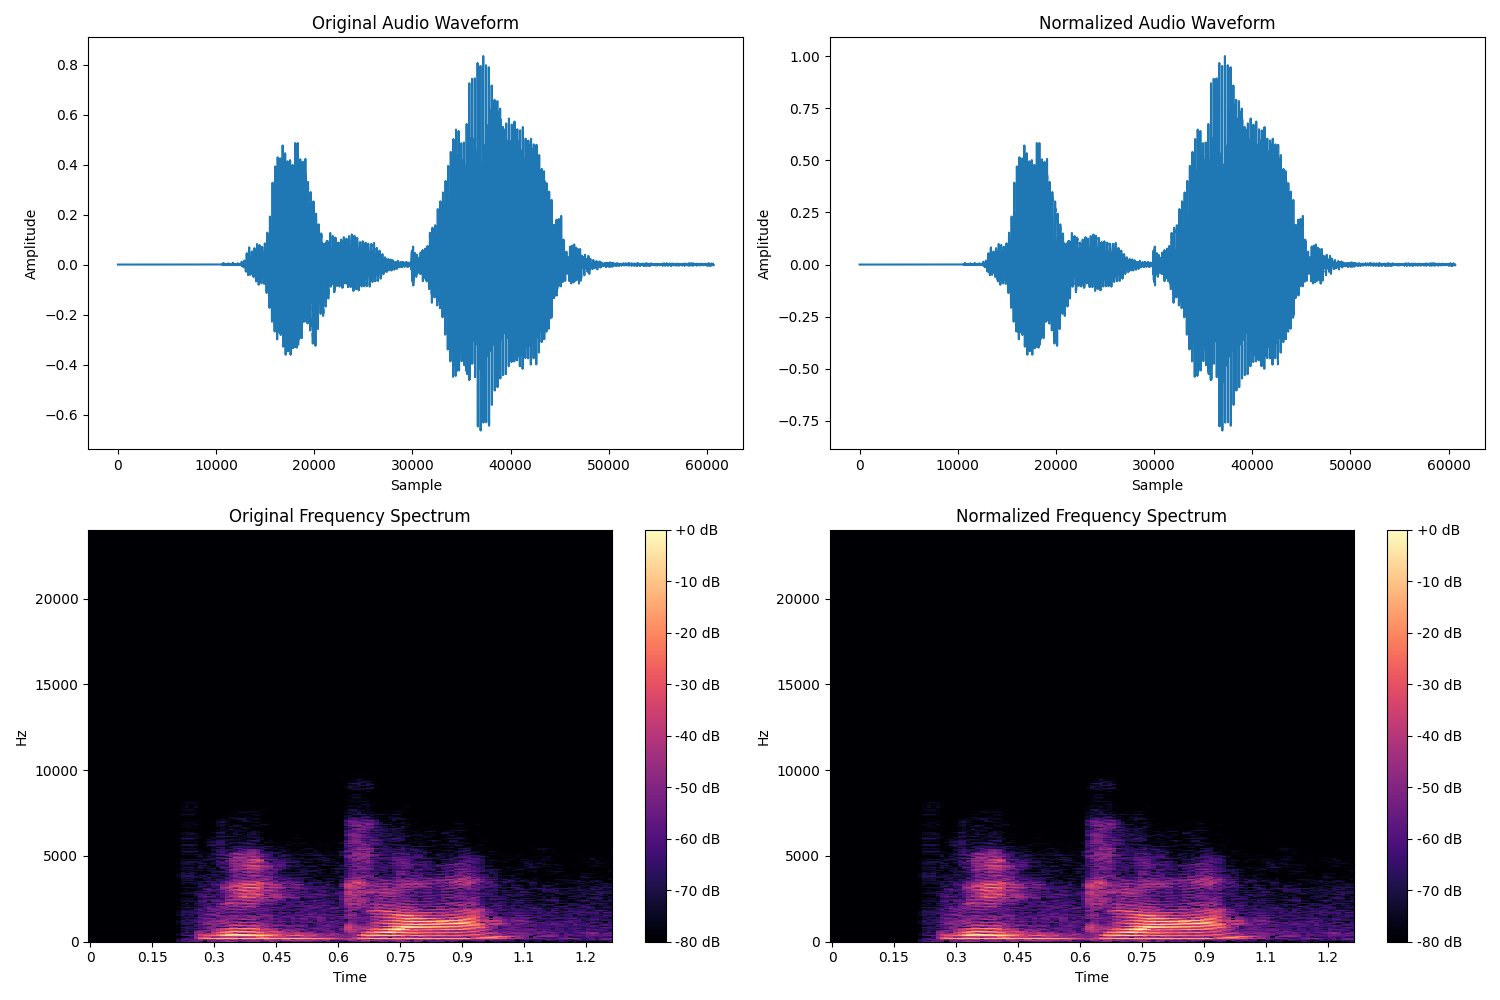 Original Audio Waveform
0.8
0.6
0.4
0.2
0.0
−0.2
−0.4
−0.6
Amplitude
0 10000 20000 30000 40000 50000 60000
Sample
Normalized Audio Waveform
1.00
0.75
0.50
0.25
0.00
−0.25
−0.50
−0.75
Amplitude
0 10000 20000 30000 40000 50000 60000
Sample
Original Frequency Spectrum
20000
15000
10000
5000
0
Hz
0 0.15 0.3 0.45 0.6 0.75 0.9 1.1 1.2
Time
+0 dB
-10 dB
-20 dB
-30 dB
-40 dB
-50 dB
-60 dB
-70 dB
-80 dB
Normalized Frequency Spectrum
20000
15000
10000
5000
0
Hz
0 0.15 0.3 0.45 0.6 0.75 0.9 1.1 1.2
Time
+0 dB
-10 dB
-20 dB
-30 dB
-40 dB
-50 dB
-60 dB
-70 dB
-80 dB